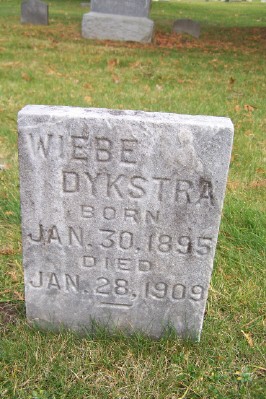 WIEBE
DYKSTRA
BORN
JAN. 30. 1895
DIED
JAN. 28, 1909